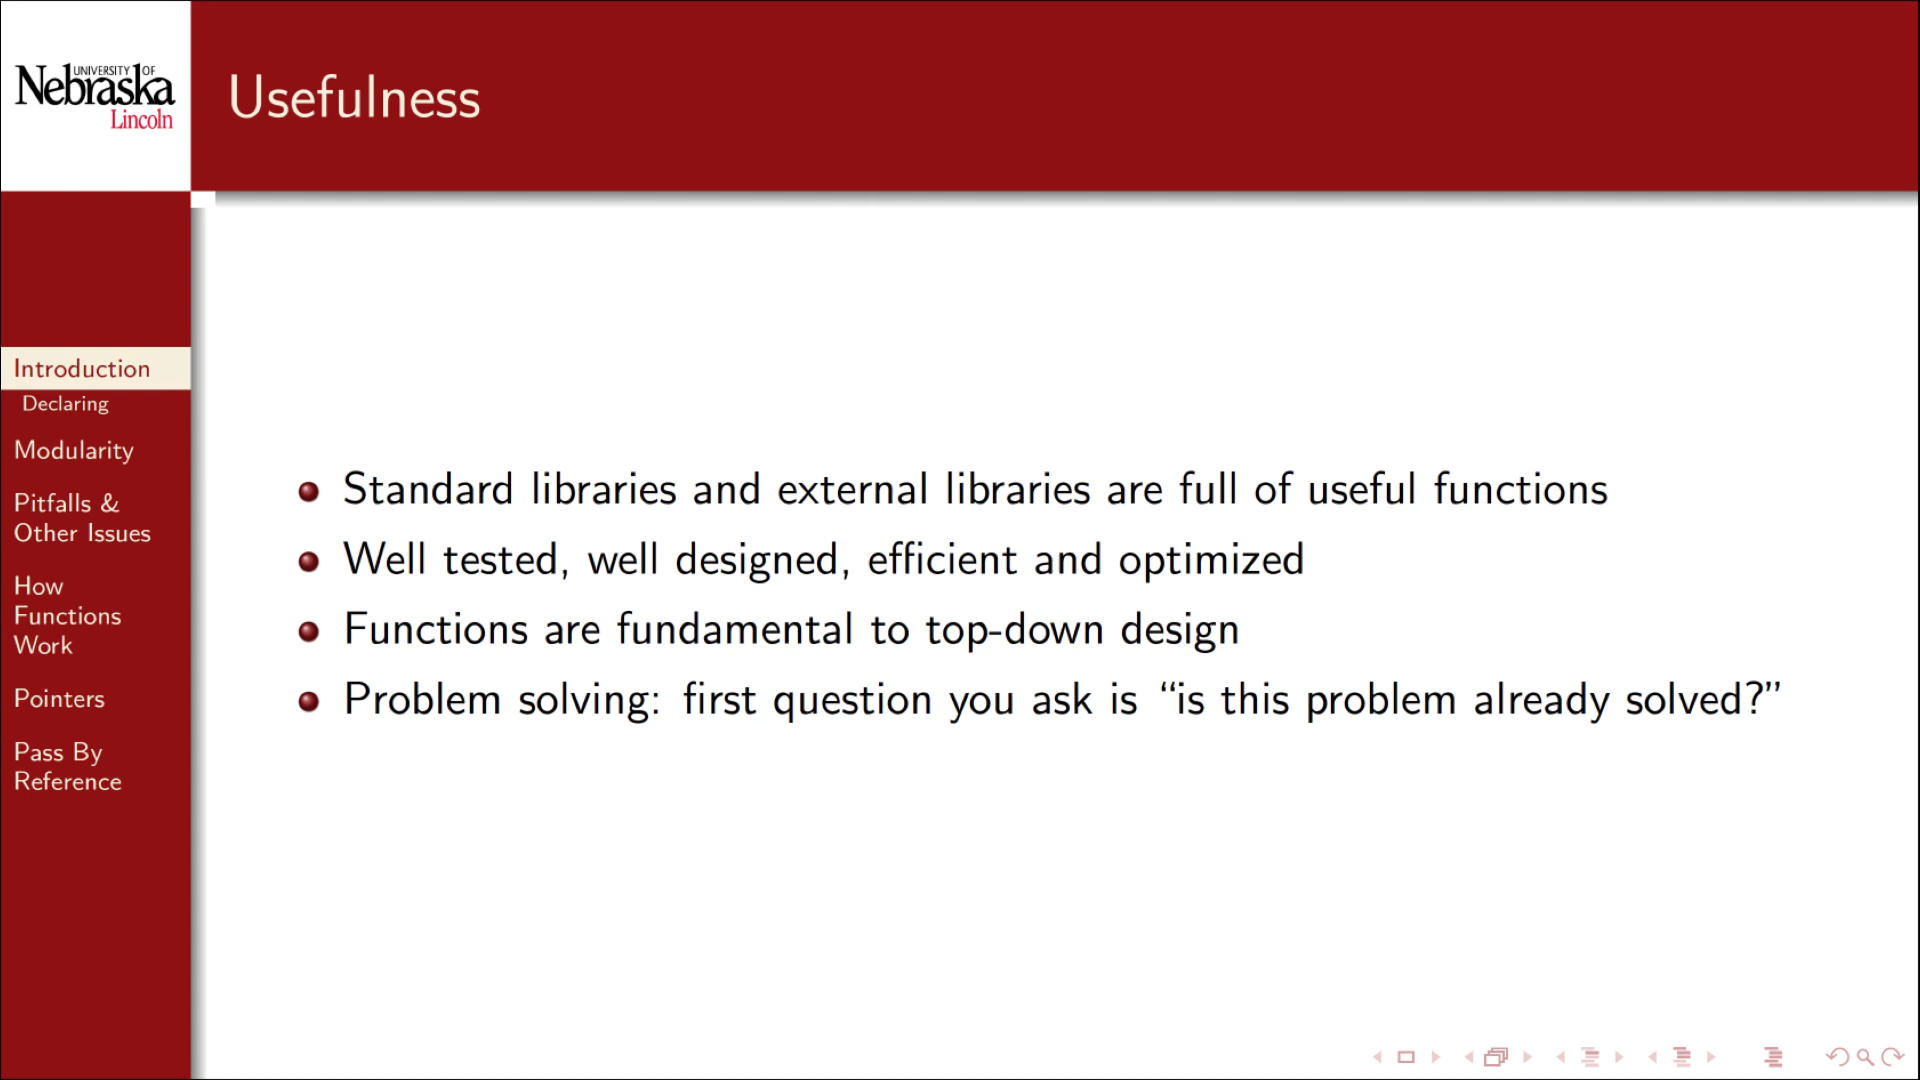 UNIVERSITY OF
Nebraska
Lincoln
Usefulness
Introduction
Declaring
Modularity
Pitfalls &
Other Issues
How
Functions
Work
Pointers
Pass By
Reference
Standard libraries and external libraries are full of useful functions
Well tested, well designed, efficient and optimized
Functions are fundamental to top-down design
Problem solving: first question you ask is “is this problem already solved?”